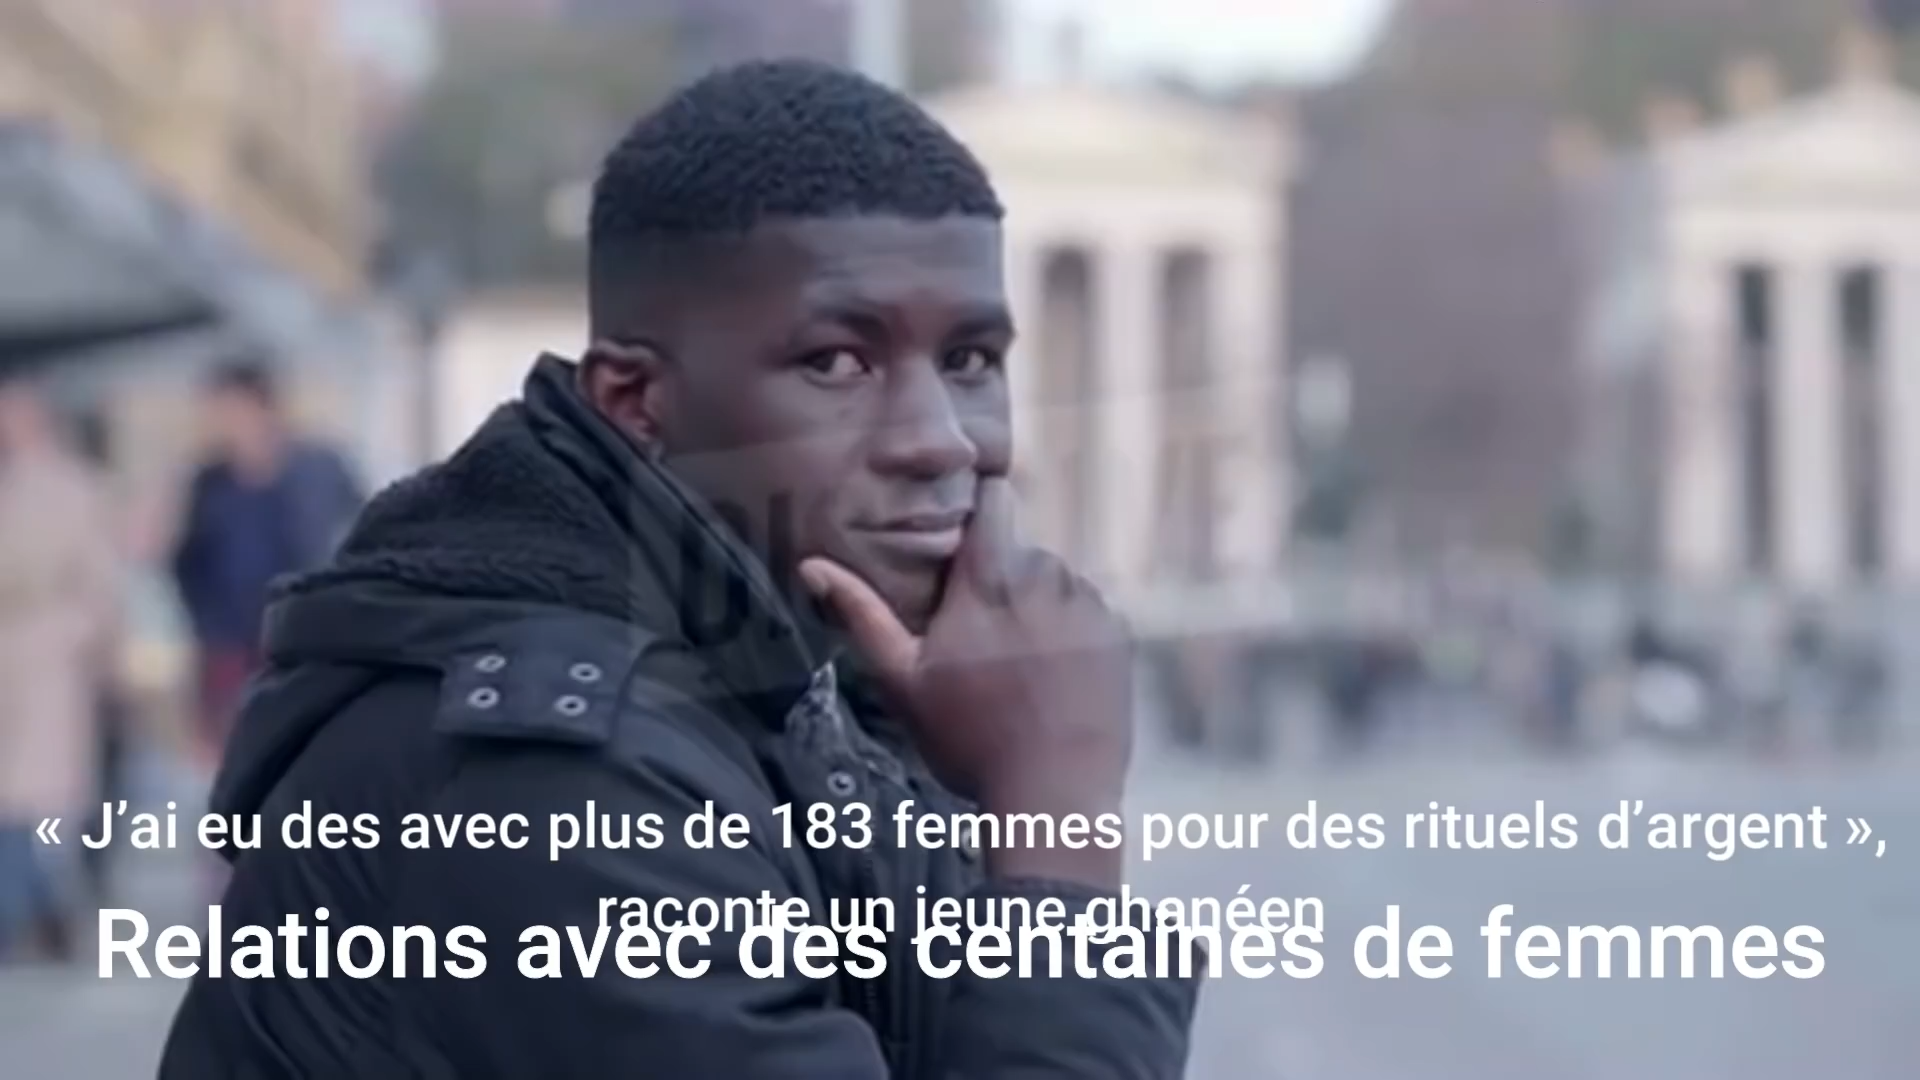 « J’ai eu des avec plus de 183 femmes pour des rituels d’argent »,
raconte un jeune ghanéen
Relations avec des centaines de femmes